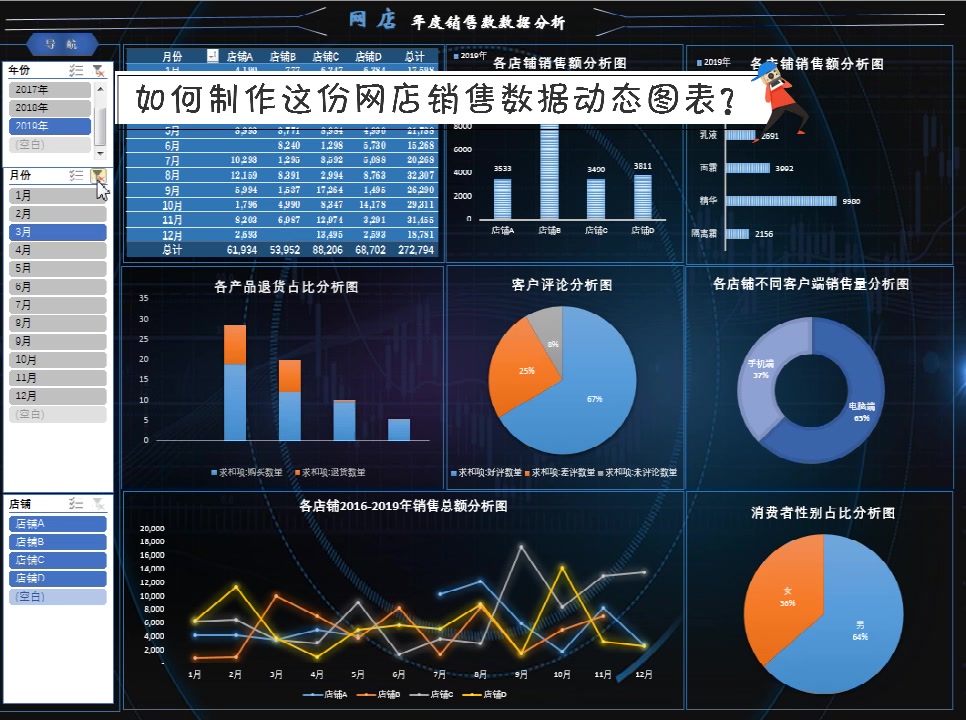 网 店 年度销售数数据分析
导 航
年份
2017年
2018年
2019年
(空白)
月份
1月
2月
3月
4月
5月
6月
7月
8月
9月
10月
11月
12月
(空白)
店铺
店铺A
店铺B
店铺C
店铺D
(空白)
月份 店铺A 店铺B 店铺C 店铺D 总计
如何制作这份网店销售数据动态图表?
6月 8,240 1,298 5,730 15,268
7月 10,293 1,295 3,592 5,088 20,268
8月 12,159 8,391 2,994 8,763 32,307
9月 5,994 1,537 17,264 1,495 26,290
10月 1,796 4,990 8,347 14,178 29,311
11月 8,203 6,987 12,974 3,291 31,455
12月 2,693 13,495 2,593 18,781
总计 61,934 53,952 88,206 68,702 272,794
2019年
各店铺销售额分析图
8000
6000
4000
2000
0
3533
3490
3811
店铺A 店铺B 店铺C 店铺D
2019年
各店铺销售额分析图
乳液 2691
面霜 3992
精华 9980
隔离霜 2156
各产品退货占比分析图
35
30
25
20
15
10
5
0
求和项:购买数量 求和项:退货数量
客户评论分析图
8%
25%
67%
求和项:好评数量 求和项:差评数量 求和项:未评论数量
各店铺不同客户端销售量分析图
手机端
37%
电脑端
63%
各店铺2016-2019年销售总额分析图
20,000
18,000
16,000
14,000
12,000
10,000
8,000
6,000
4,000
2,000
-
1月 2月 3月 4月 5月 6月 7月 8月 9月 10月 11月 12月
店铺A 店铺B 店铺C 店铺D
消费者性别占比分析图
女
36%
男
64%